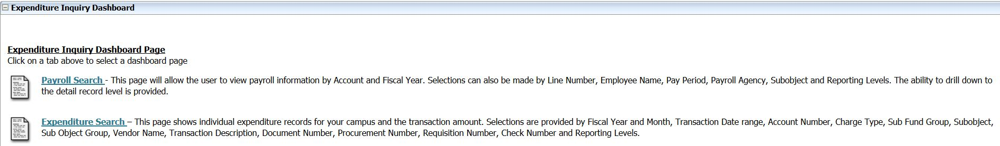 Expenditure Inquiry Dashboard
Expenditure Inquiry Dashboard Page
Click on a tab above to select a dashboard page
Payroll Search - This page will allow the user to view payroll information by Account and Fiscal Year. Selections can also be made by Line Number, Employee Name, Pay Period, Payroll Agency, Subobject and Reporting Levels. The ability to drill down to
the detail record level is provided.
Expenditure Search – This page shows individual expenditure records for your campus and the transaction amount. Selections are provided by Fiscal Year and Month, Transaction Date range, Account Number, Charge Type, Sub Fund Group, Subobject,
Sub Object Group, Vendor Name, Transaction Description, Document Number, Procurement Number, Requisition Number, Check Number and Reporting Levels.